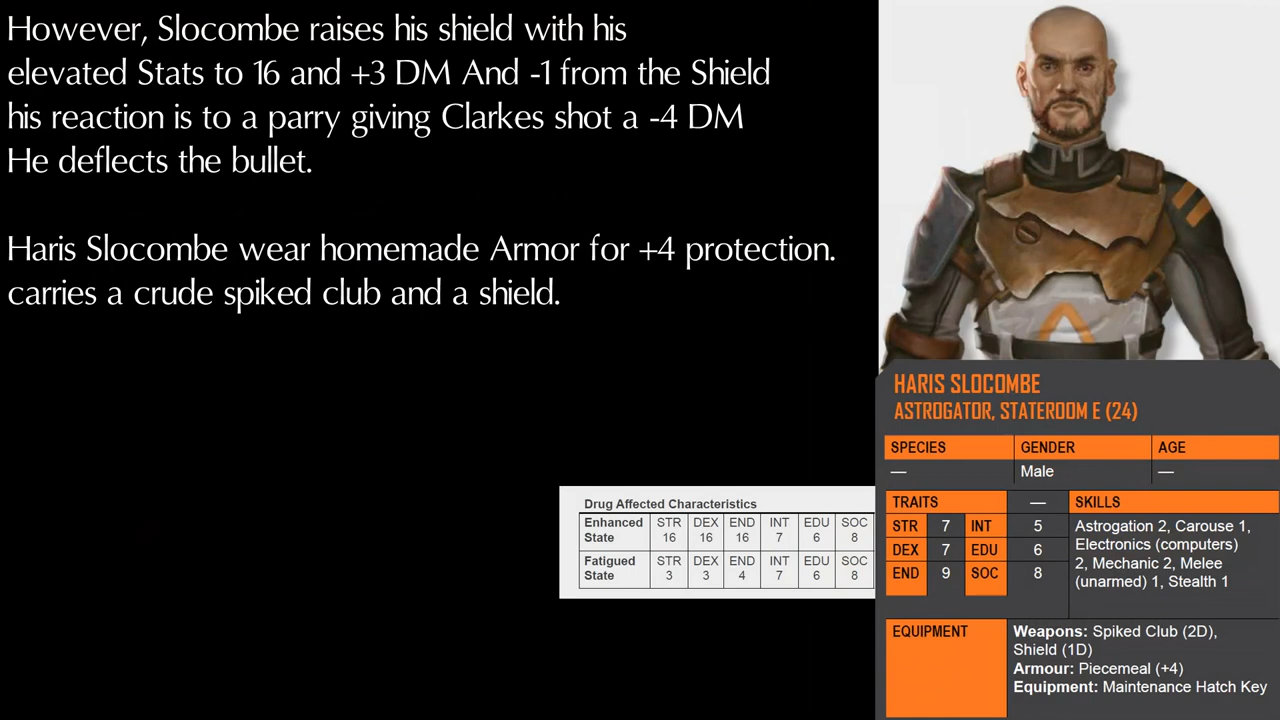 However, Slocombe raises his shield with his
elevated Stats to 16 and +3 DM And -1 from the Shield
his reaction is to a parry giving Clarkes shot a -4 DM
He deflects the bullet.
Haris Slocombe wear homemade Armor for +4 protection.
carries a crude spiked club and a shield.
Drug Affected Characteristics
Enhanced State STR 16 DEX 16 END 16 INT 7 EDU 6 SOC 8
Fatigued State STR 3 DEX 3 END 4 INT 7 EDU 6 SOC 8
HARIS SLOCOMBE
ASTROGATOR, STATEROOM E (24)
SPECIES GENDER AGE
— Male —
TRAITS — SKILLS
STR 7 INT 5
DEX 7 EDU 6
END 9 SOC 8
Astrogation 2, Carouse 1,
Electronics (computers)
2, Mechanic 2, Melee
(unarmed) 1, Stealth 1
EQUIPMENT
Weapons: Spiked Club (2D),
Shield (1D)
Armour: Piecemeal (+4)
Equipment: Maintenance Hatch Key